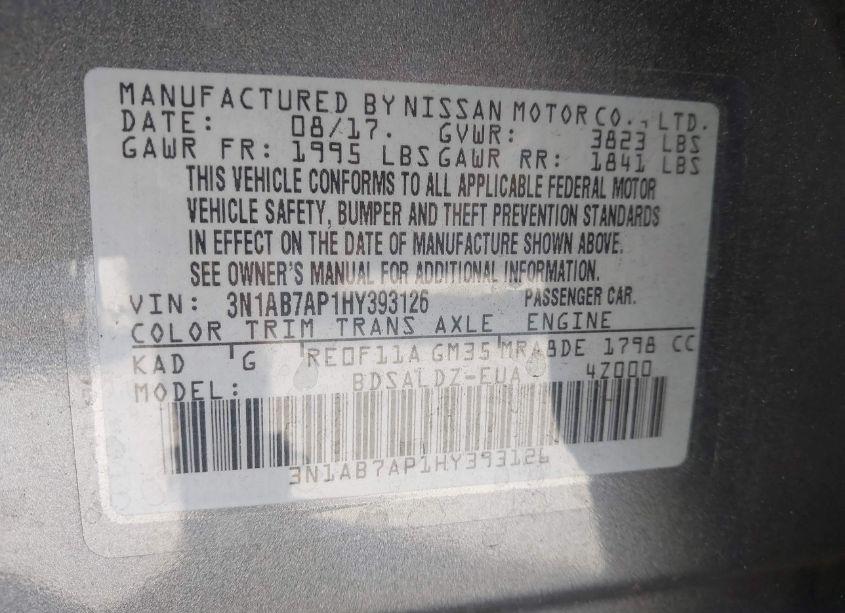 MANUFACTURED BY NISSAN MOTOR CO., LTD.
DATE: 08/17. GVWR: 3823 LBS
GAWR FR: 1995 LBS GAWR RR: 1841 LBS
THIS VEHICLE CONFORMS TO ALL APPLICABLE FEDERAL MOTOR
VEHICLE SAFETY, BUMPER AND THEFT PREVENTION STANDARDS
IN EFFECT ON THE DATE OF MANUFACTURE SHOWN ABOVE.
SEE OWNER'S MANUAL FOR ADDITIONAL INFORMATION.
VIN: 3N1AB7AP1HY393126 PASSENGER CAR.
COLOR TRIM TRANS AXLE ENGINE
KAD G RE0F11A GM35 MRA8DE 1798 CC
MODEL: BDSALDZ-EUA 4Z000
3N1AB7AP1HY393126